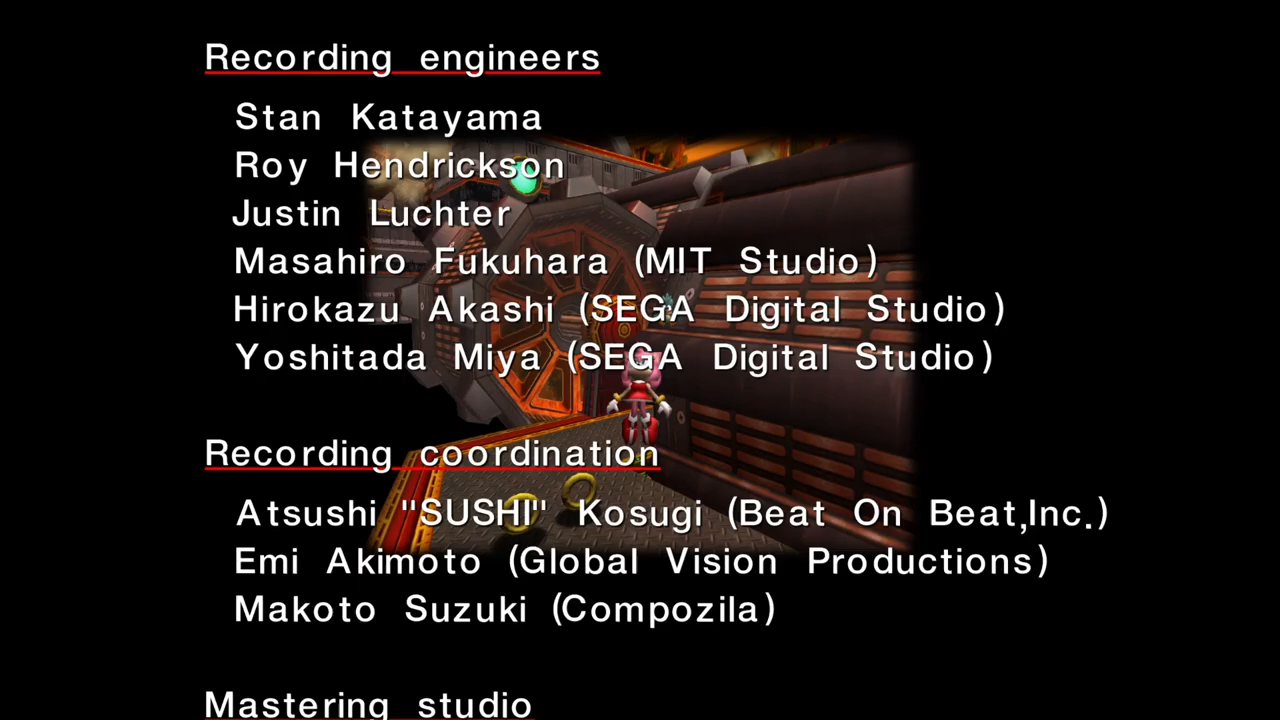 Recording engineers
Stan Katayama
Roy Hendrickson
Justin Luchter
Masahiro Fukuhara (MIT Studio)
Hirokazu Akashi (SEGA Digital Studio)
Yoshitada Miya (SEGA Digital Studio)
Recording coordination
Atsushi "SUSHI" Kosugi (Beat On Beat,Inc.)
Emi Akimoto (Global Vision Productions)
Makoto Suzuki (Compozila)
Mastering studio